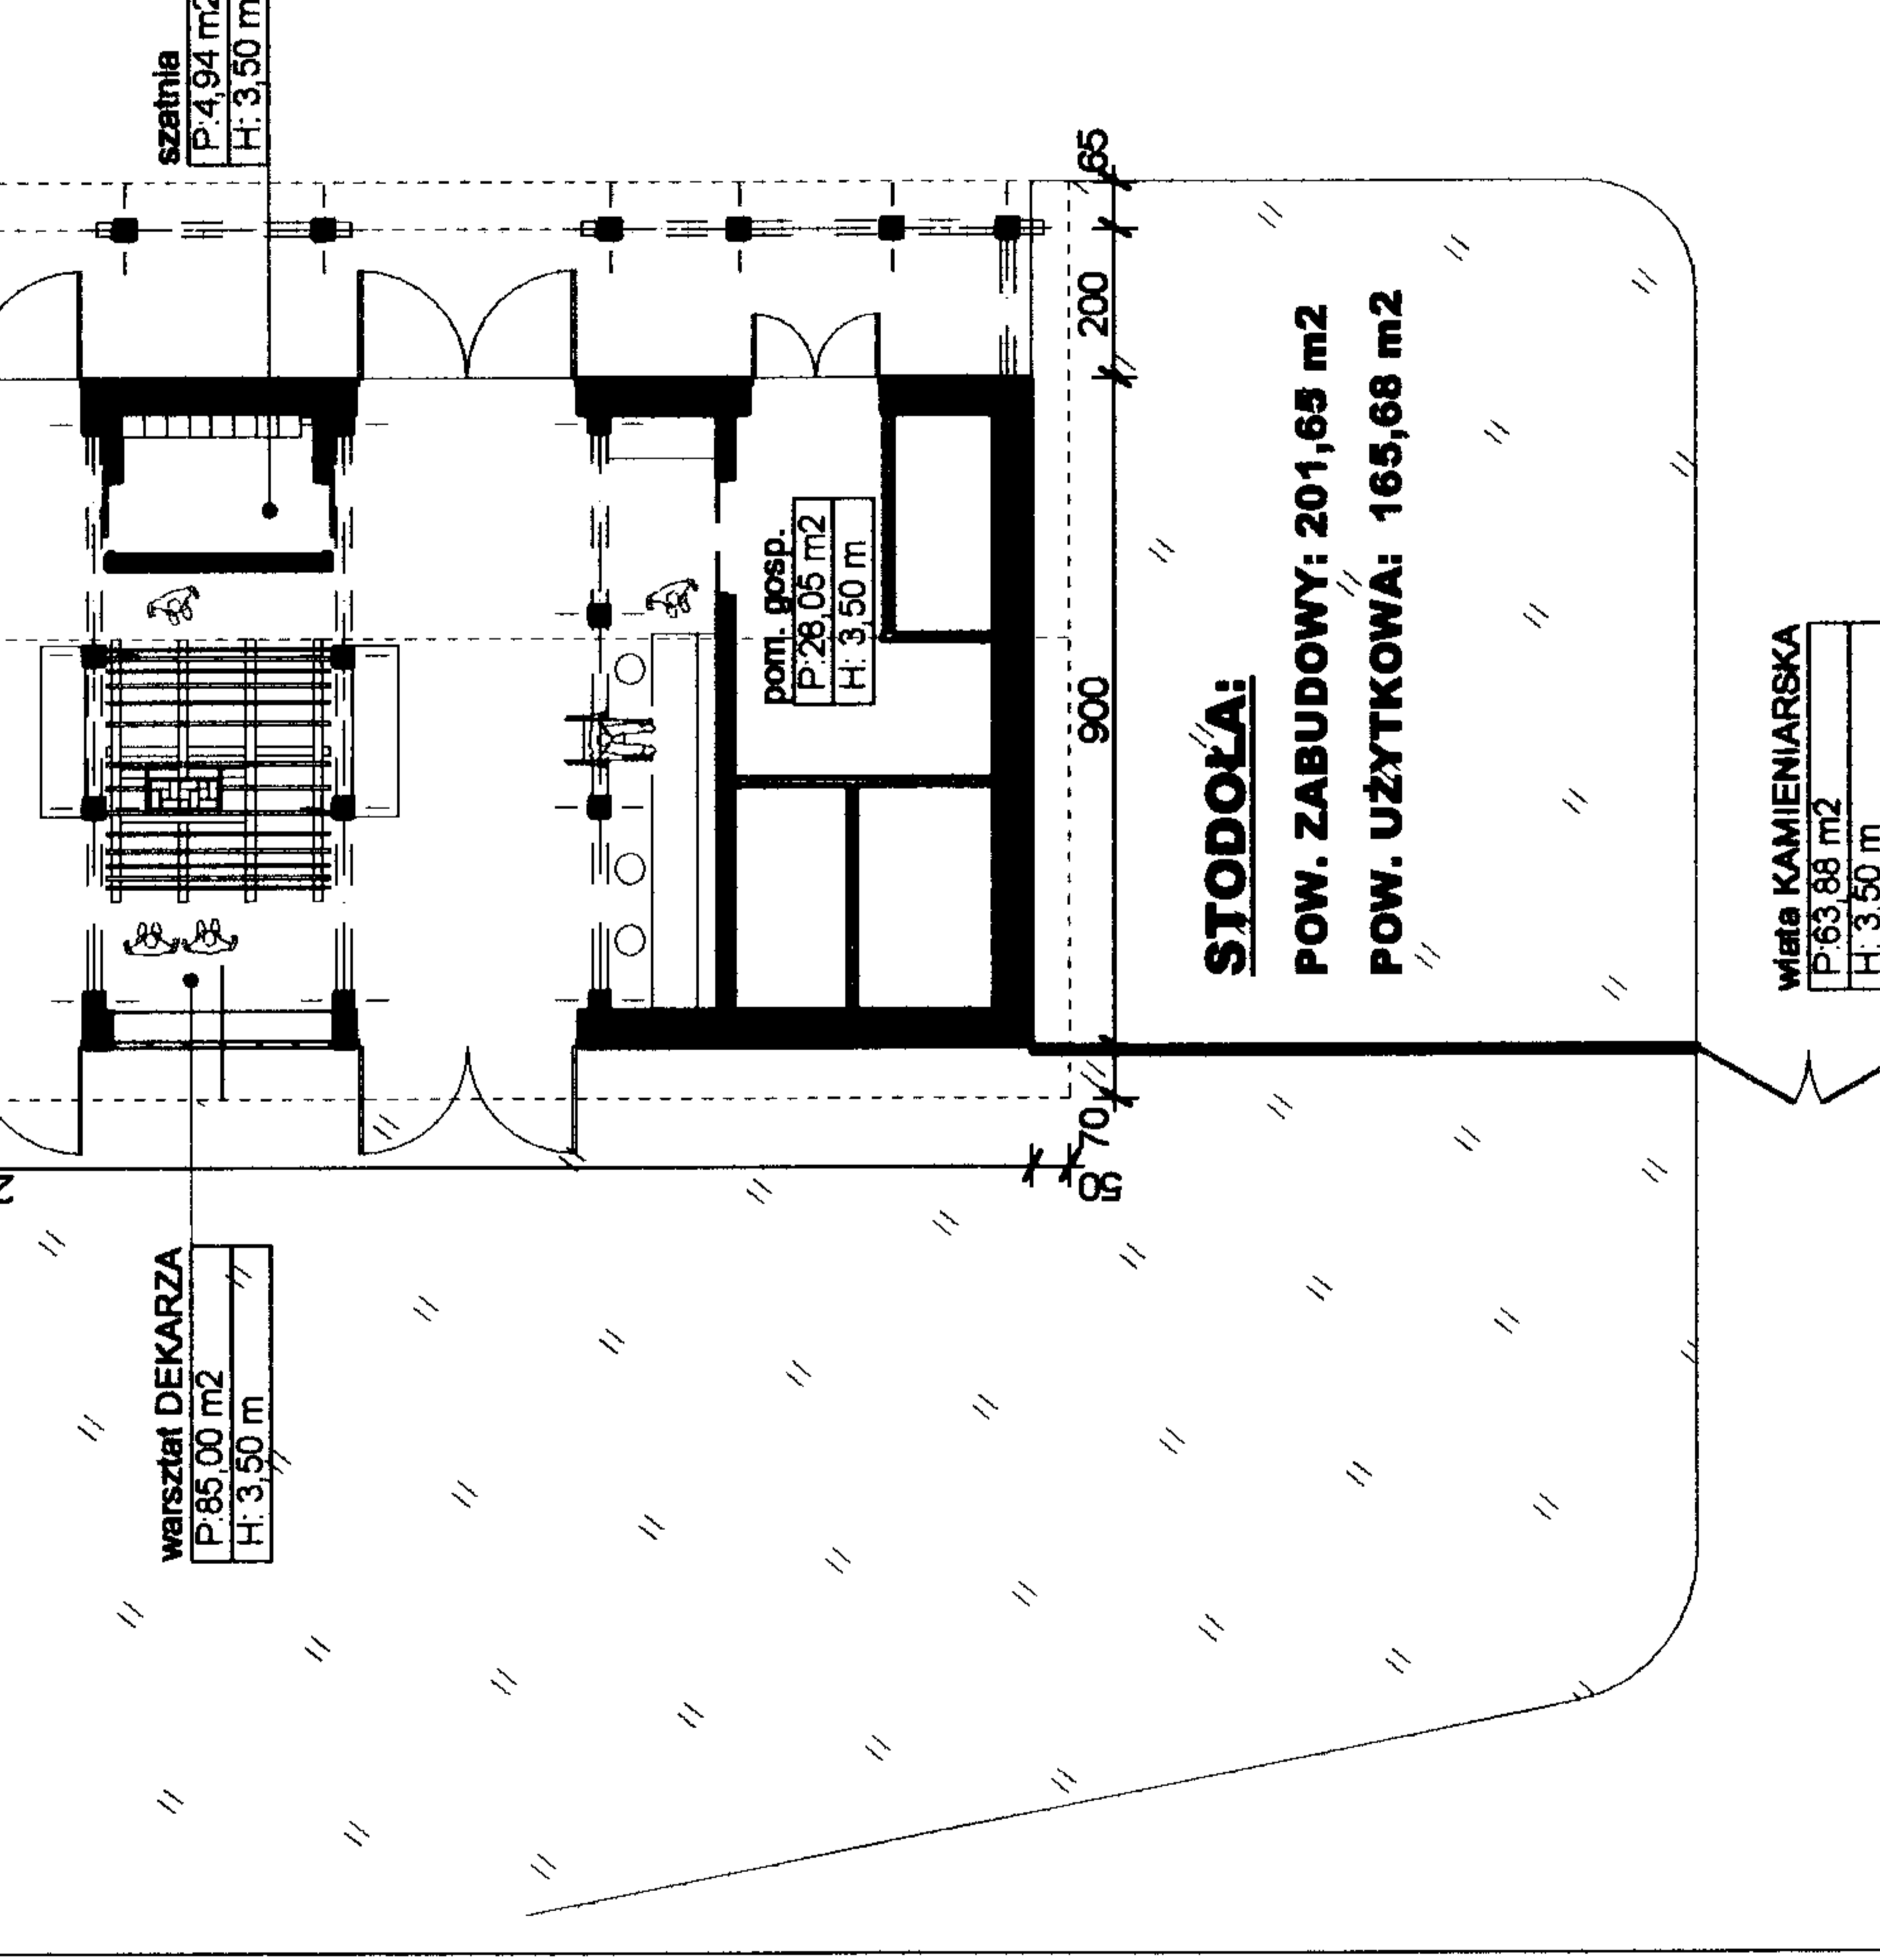 szatnia
P:4,94 m2
H: 3,50 m
65
200
900
70
50
pom. gosp.
P:28,05 m2
H: 3,50 m
STODOŁA:
POW. ZABUDOWY: 201,65 m2
POW. UŻYTKOWA: 165,68 m2
wiata KAMIENIARSKA
P:63,88 m2
H: 3,50 m
warsztat DEKARZA
P:85,00 m2
H: 3,50 m